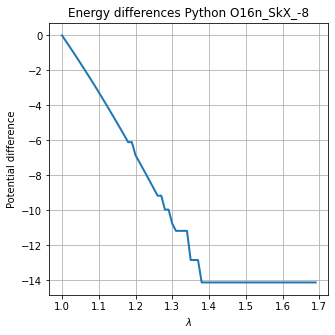 Energy differences Python O16n_SkX_-8
Potential difference
0
−2
−4
−6
−8
−10
−12
−14
1.0 1.1 1.2 1.3 1.4 1.5 1.6 1.7
λ